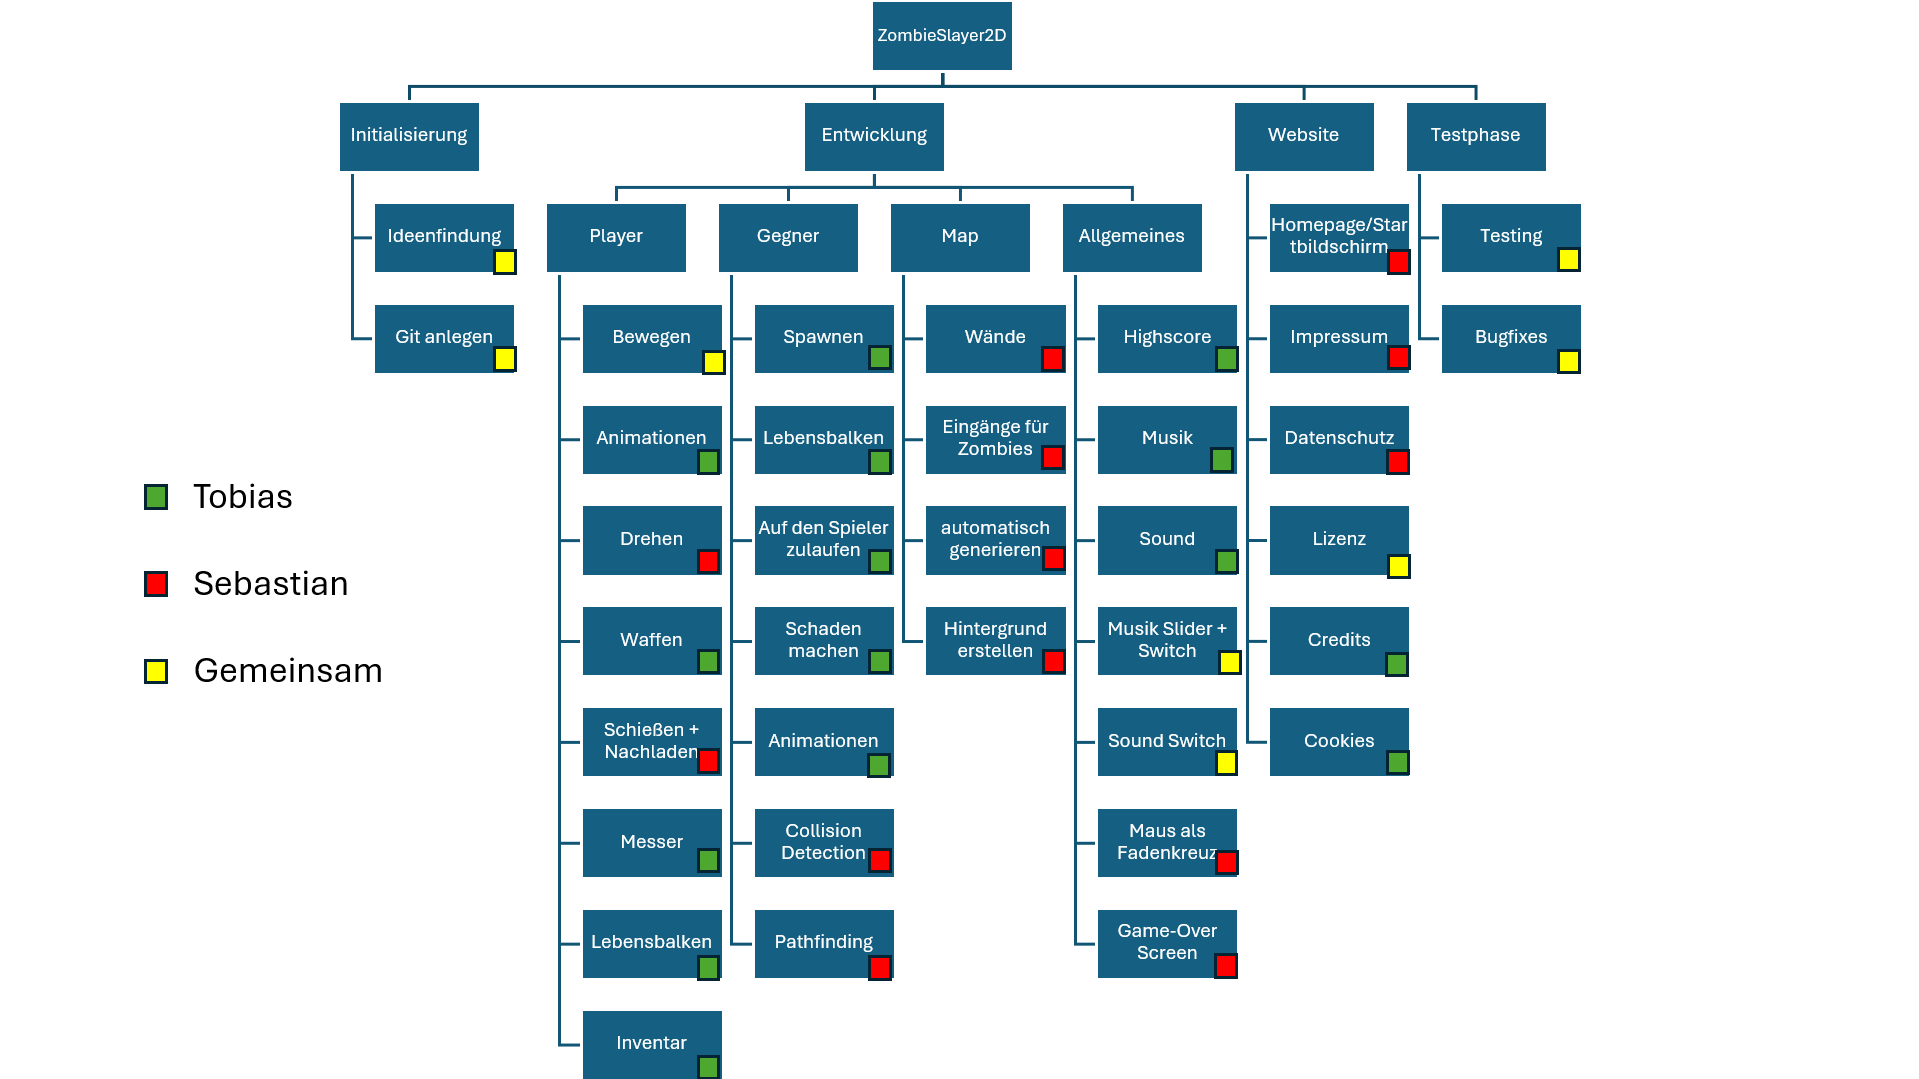 ZombieSlayer2D
Initialisierung
Entwicklung
Website
Testphase
Ideenfindung
Git anlegen
Player
Gegner
Map
Allgemeines
Bewegen
Animationen
Drehen
Waffen
Schießen +
Nachladen
Messer
Lebensbalken
Inventar
Spawnen
Lebensbalken
Auf den Spieler
zulaufen
Schaden
machen
Animationen
Collision
Detection
Pathfinding
Wände
Eingänge für
Zombies
automatisch
generieren
Hintergrund
erstellen
Highscore
Musik
Sound
Musik Slider +
Switch
Sound Switch
Maus als
Fadenkreuz
Game-Over
Screen
Homepage/Star
tbildschirm
Impressum
Datenschutz
Lizenz
Credits
Cookies
Testing
Bugfixes
Tobias
Sebastian
Gemeinsam